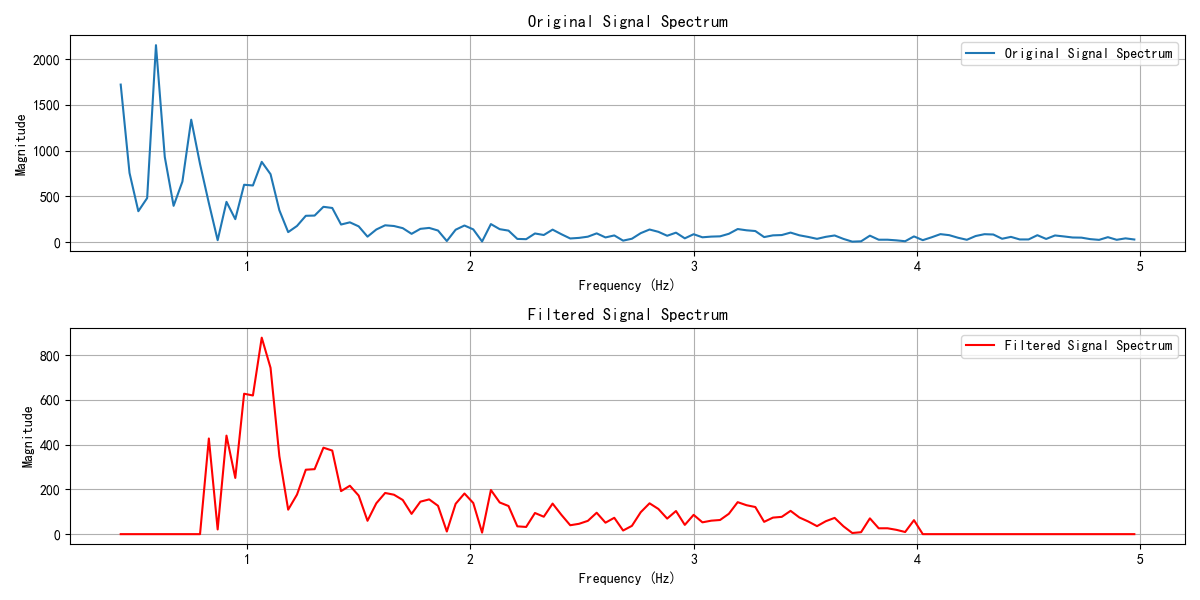 Original Signal Spectrum
Original Signal Spectrum
Magnitude
2000
1500
1000
500
0
1 2 3 4 5
Frequency (Hz)
Filtered Signal Spectrum
Filtered Signal Spectrum
Magnitude
800
600
400
200
0
1 2 3 4 5
Frequency (Hz)